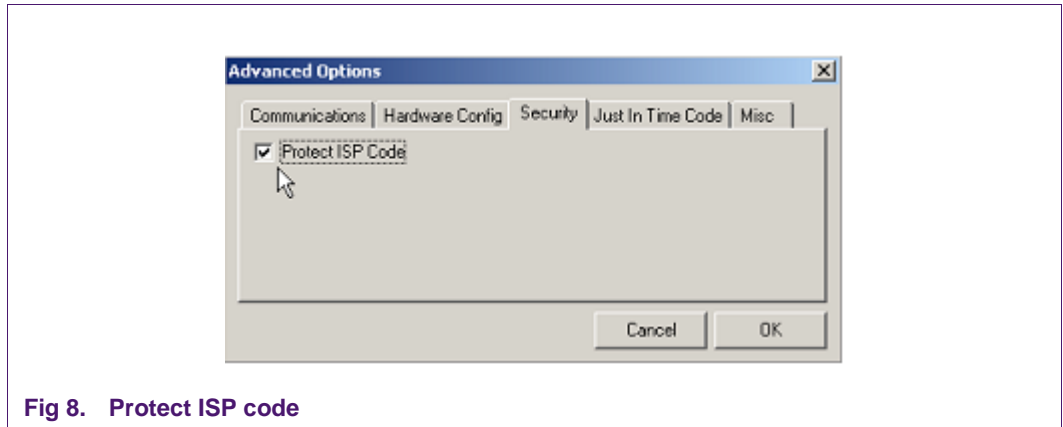 Advanced Options
Communications Hardware Config Security Just In Time Code Misc
Protect ISP Code
Cancel OK
Fig 8. Protect ISP code